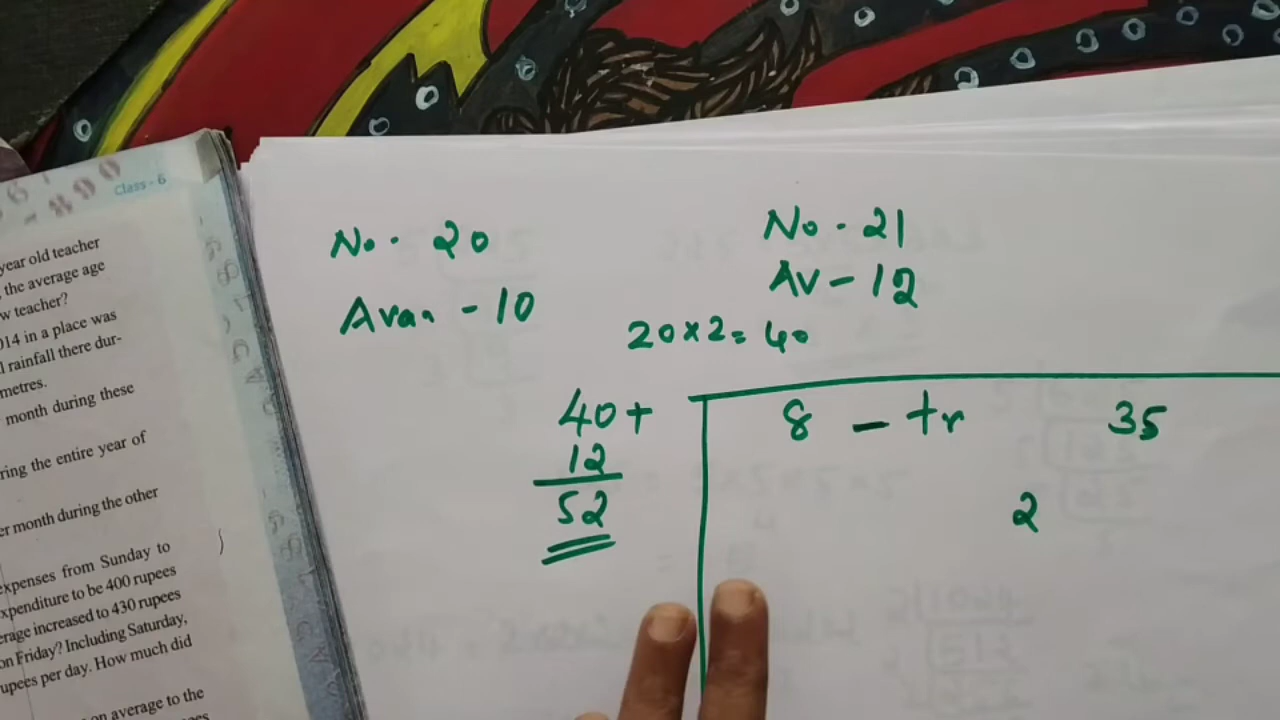 Class - 6
year old teacher
, the average age
w teacher?
014 in a place was
l rainfall there dur-
metres.
month during these
ring the entire year of
er month during the other
expenses from Sunday to
xpenditure to be 400 rupees
erage increased to 430 rupees
on Friday? Including Saturday,
upees per day. How much did
on average to the
No. 20
Avan - 10
No - 21
AV - 12
20×2= 40
40+
12
52
8 - tr 35
2